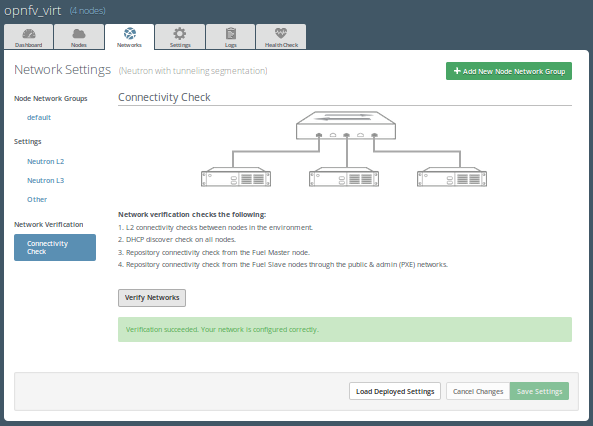 opnfv_virt (4 nodes)
Dashboard Nodes Networks Settings Logs Health Check
Network Settings (Neutron with tunneling segmentation)
+ Add New Node Network Group
Node Network Groups
default
Settings
Neutron L2
Neutron L3
Other
Network Verification
Connectivity
Check
Connectivity Check
Network verification checks the following:
1. L2 connectivity checks between nodes in the environment.
2. DHCP discover check on all nodes.
3. Repository connectivity check from the Fuel Master node.
4. Repository connectivity check from the Fuel Slave nodes through the public & admin (PXE) networks.
Verify Networks
Verification succeeded. Your network is configured correctly.
Load Deployed Settings Cancel Changes Save Settings